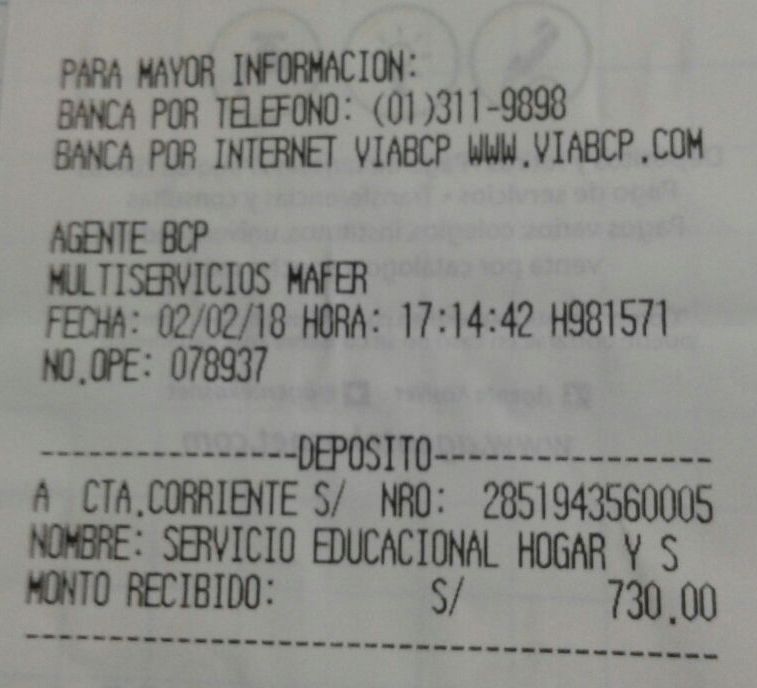 PARA MAYOR INFORMACION:
BANCA POR TELEFONO: (01)311-9898
BANCA POR INTERNET VIABCP WWW.VIABCP.COM
AGENTE BCP
MULTISERVICIOS MAFER
FECHA: 02/02/18 HORA: 17:14:42 H981571
NO.OPE: 078937
---------------DEPOSITO----------------
A CTA.CORRIENTE S/ NRO: 2851943560005
NOMBRE: SERVICIO EDUCACIONAL HOGAR Y S
MONTO RECIBIDO: S/ 730.00
----------------------------------------